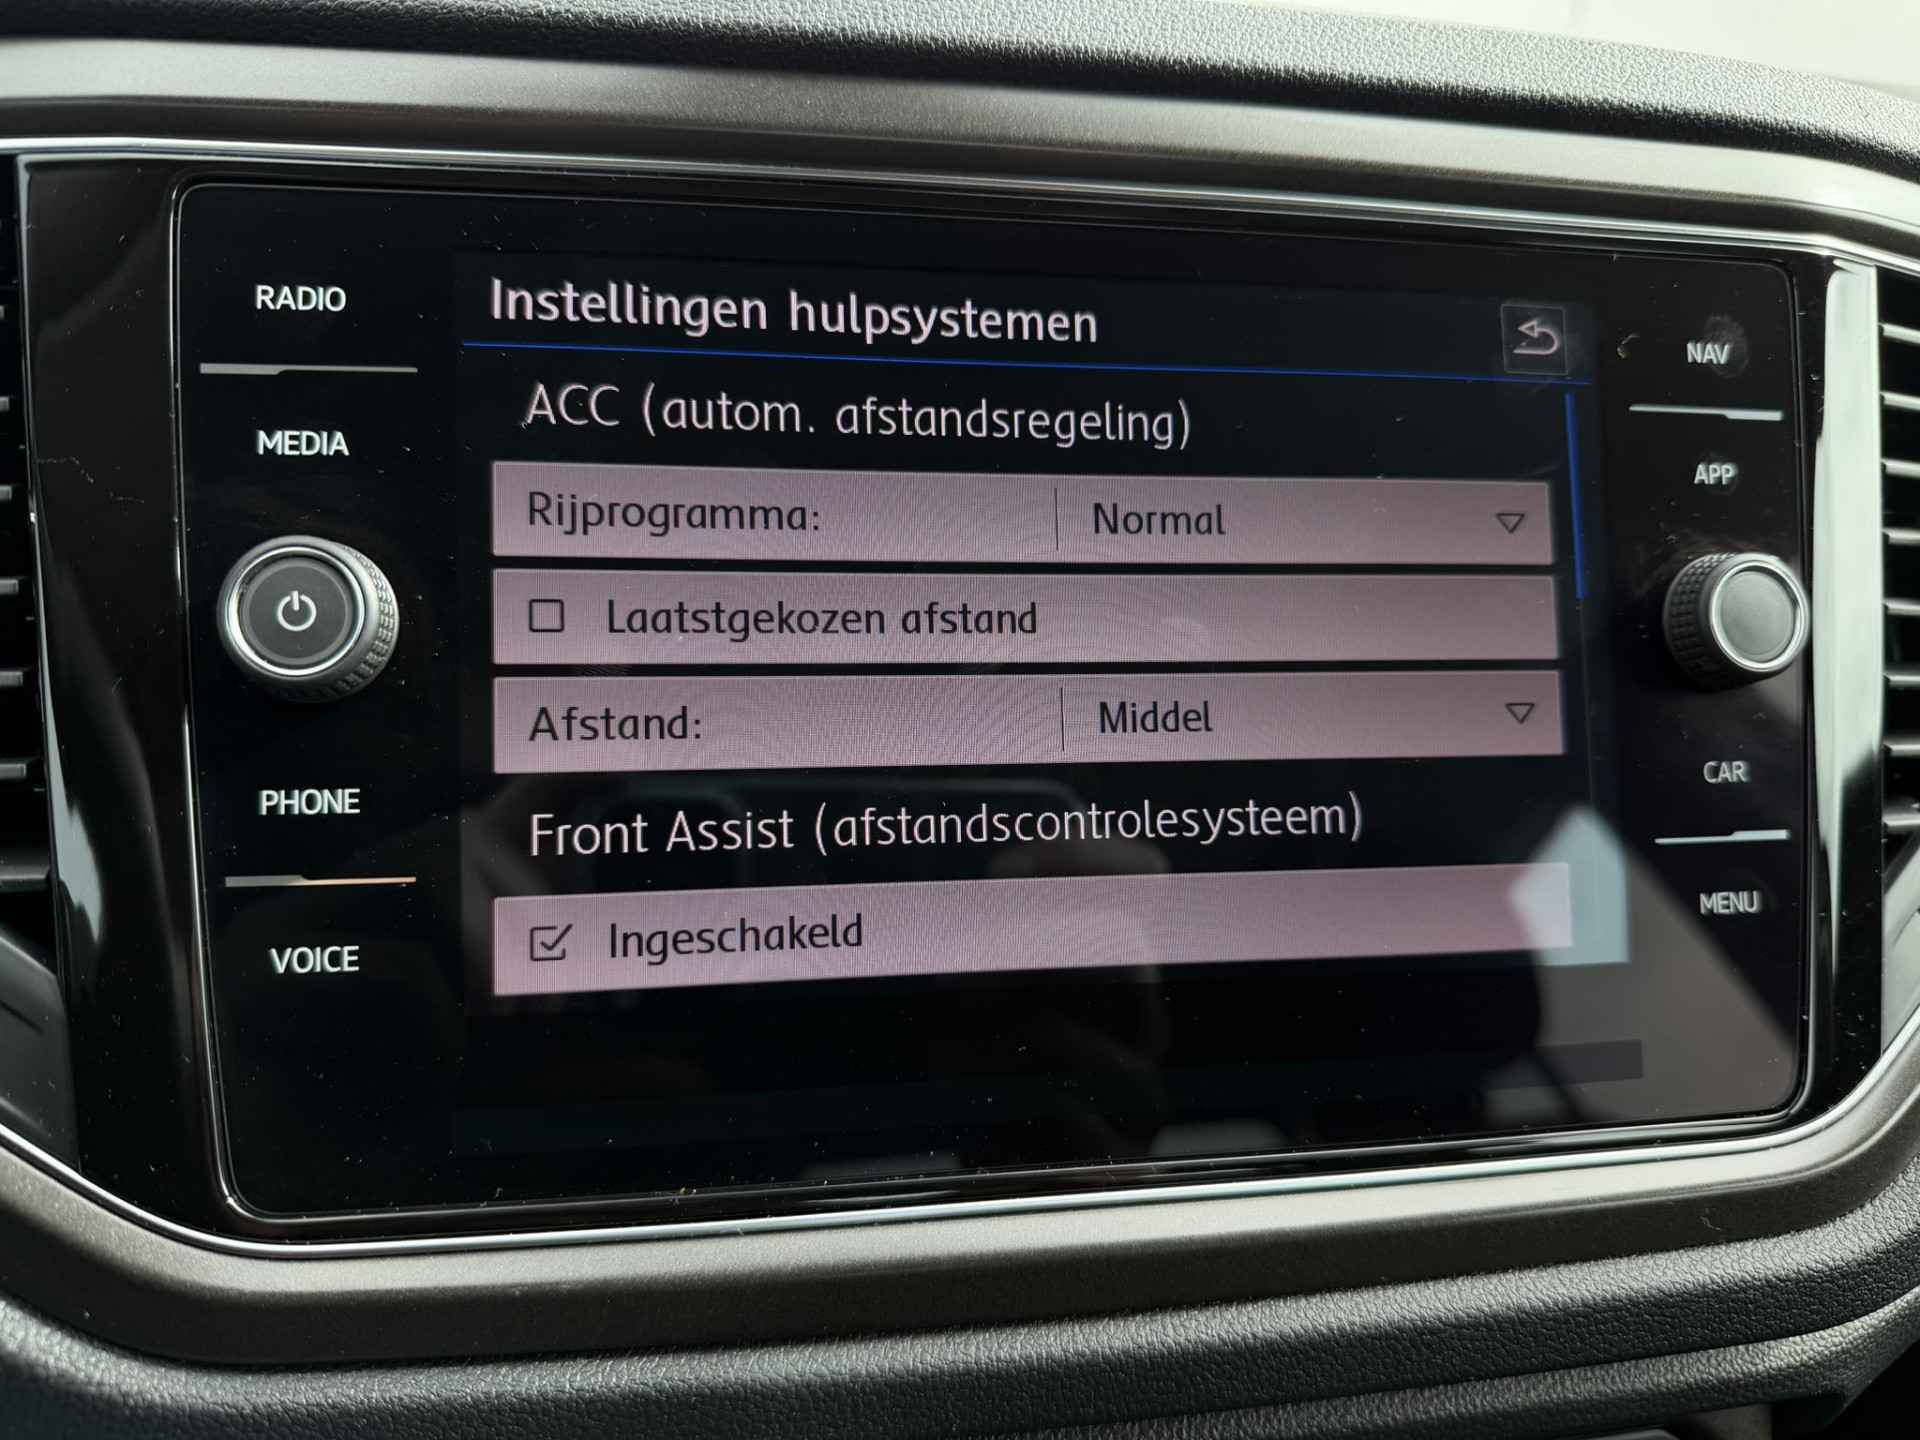 RADIO
MEDIA
PHONE
VOICE
Instellingen hulpsystemen
ACC (autom. afstandsregeling)
Rijprogramma: Normal
Laatstgekozen afstand
Afstand: Middel
Front Assist (afstandscontrolesysteem)
Ingeschakeld
NAV
APP
CAR
MENU